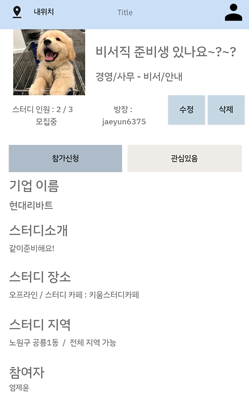 내위치 Title
비서직 준비생 있나요~?~?
경영/사무 - 비서/안내
스터디 인원 : 2 / 3
모집중
방장 :
jaeyun6375
수정
삭제
참가신청
관심있음
기업 이름
현대리바트
스터디소개
같이준비해요!
스터디 장소
오프라인 / 스터디 카페 : 키움스터디카페
스터디 지역
노원구 공릉1동 / 전체 지역 가능
참여자
엄제윤